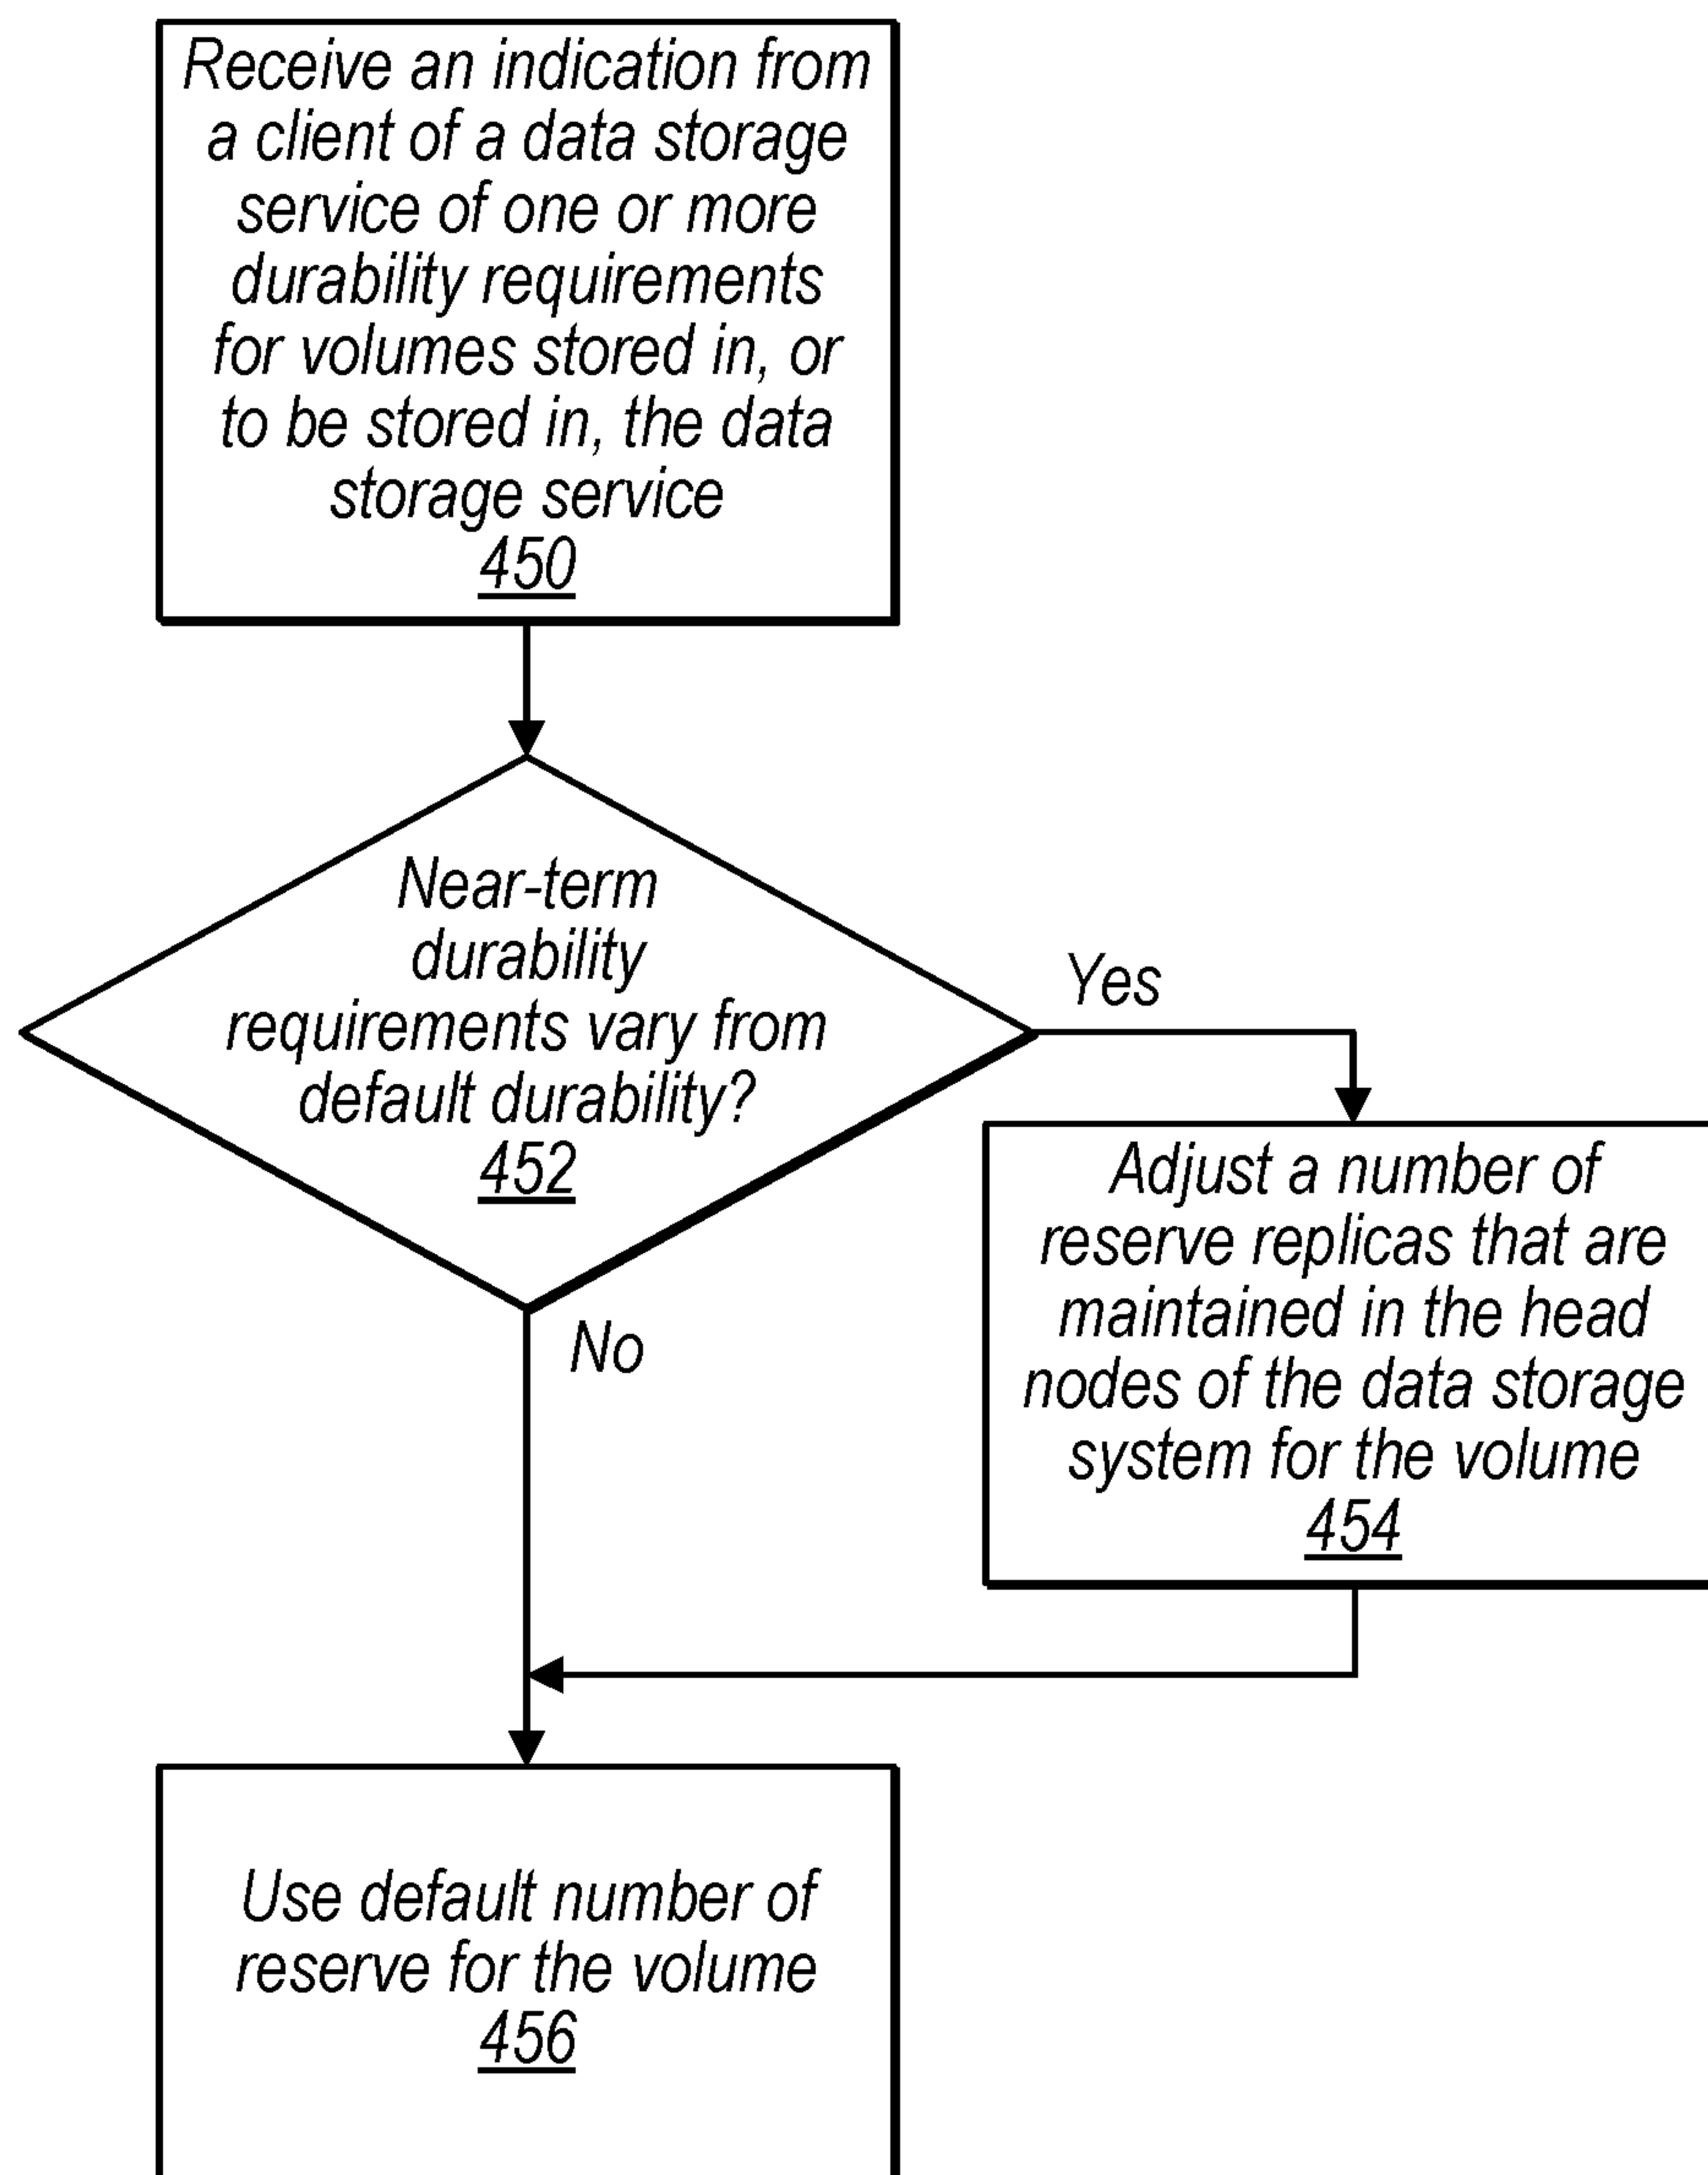 Receive an indication from
a client of a data storage
service of one or more
durability requirements
for volumes stored in, or
to be stored in, the data
storage service
450
Near-term
durability
requirements vary from
default durability?
452
Yes
No
Adjust a number of
reserve replicas that are
maintained in the head
nodes of the data storage
system for the volume
454
Use default number of
reserve for the volume
456